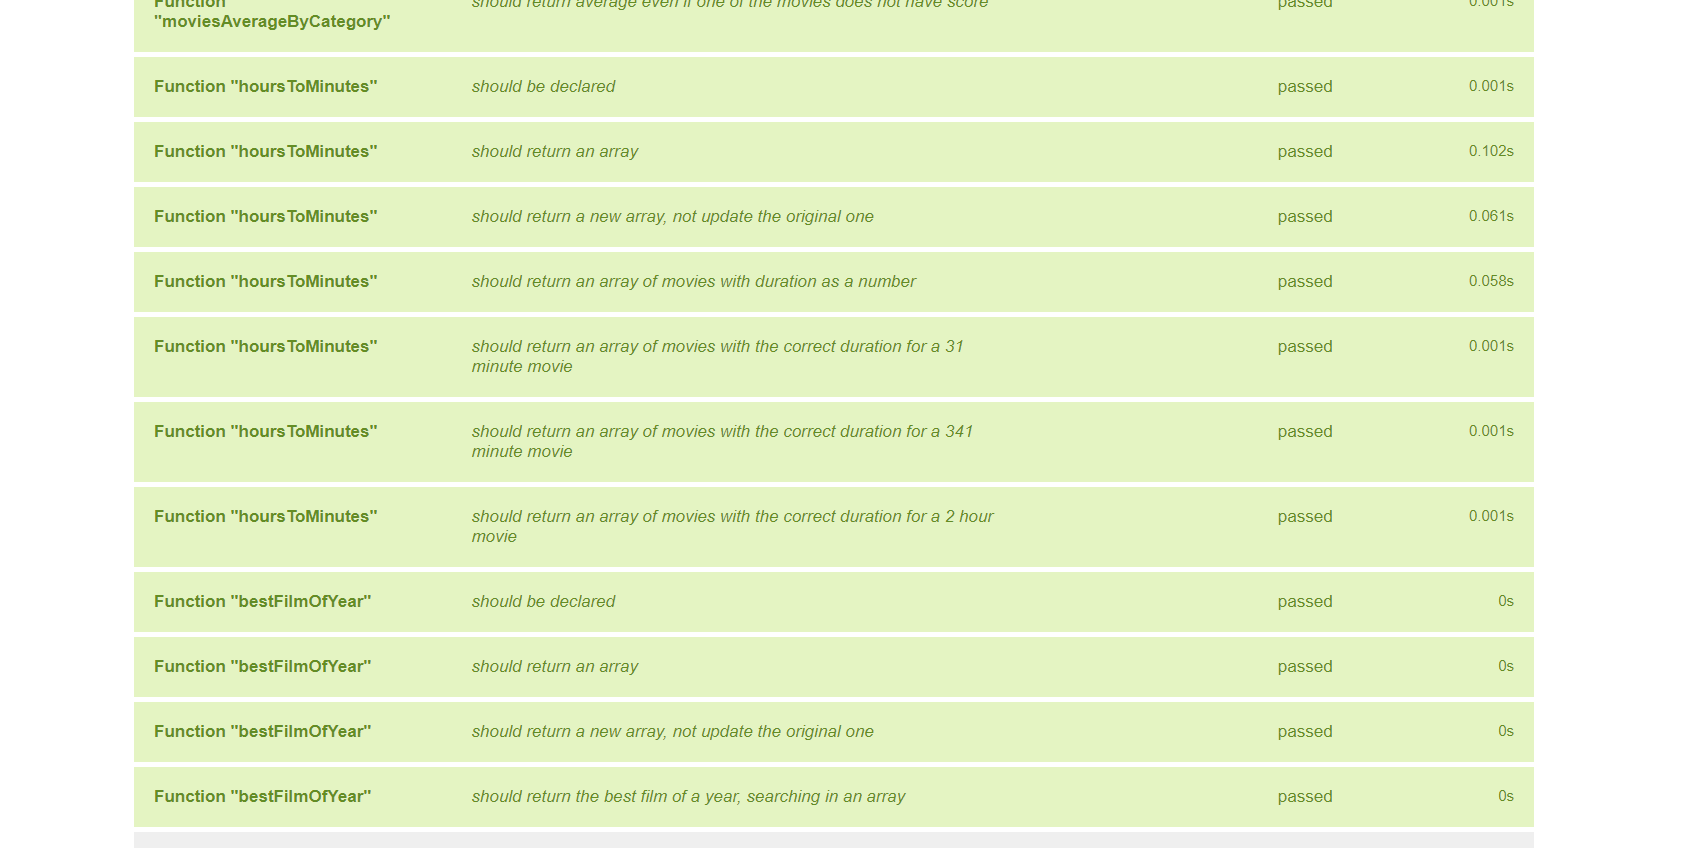 Function should return average even if one of the movies does not have score passed 0.001s
"moviesAverageByCategory"
Function "hoursToMinutes" should be declared passed 0.001s
Function "hoursToMinutes" should return an array passed 0.102s
Function "hoursToMinutes" should return a new array, not update the original one passed 0.061s
Function "hoursToMinutes" should return an array of movies with duration as a number passed 0.058s
Function "hoursToMinutes" should return an array of movies with the correct duration for a 31 passed 0.001s
minute movie
Function "hoursToMinutes" should return an array of movies with the correct duration for a 341 passed 0.001s
minute movie
Function "hoursToMinutes" should return an array of movies with the correct duration for a 2 hour passed 0.001s
movie
Function "bestFilmOfYear" should be declared passed 0s
Function "bestFilmOfYear" should return an array passed 0s
Function "bestFilmOfYear" should return a new array, not update the original one passed 0s
Function "bestFilmOfYear" should return the best film of a year, searching in an array passed 0s